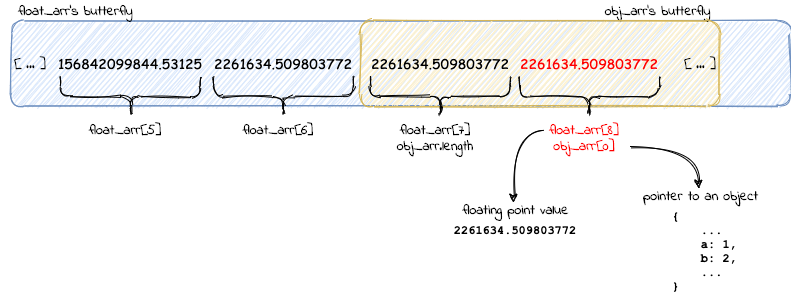 float_arr's butterfly obj_arr's butterfly
[ ... ] 156842099844.53125 2261634.509803772 2261634.509803772 2261634.509803772 [ ... ]
float_arr[5] float_arr[6] float_arr[7] float_arr[8]
obj_arr.length obj_arr[0]
floating point value pointer to an object
2261634.509803772 {
...
a: 1,
b: 2,
...
}